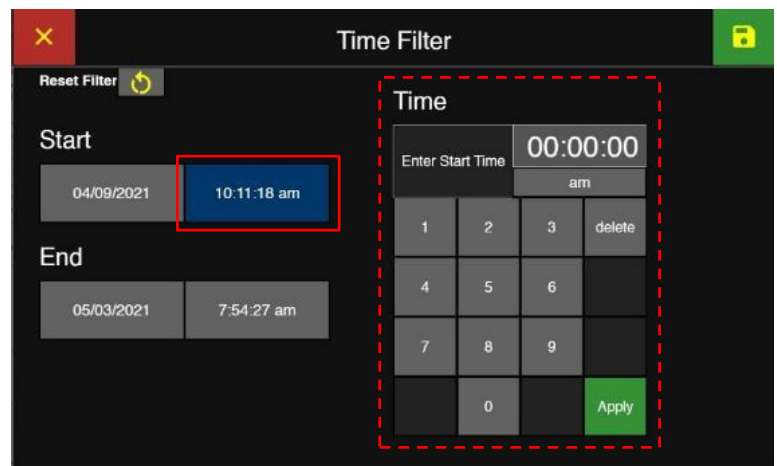 Time Filter
Reset Filter
Start
04/09/2021 10:11:18 am
End
05/03/2021 7:54:27 am
Time
Enter Start Time 00:00:00
am
1 2 3 delete
4 5 6
7 8 9
0 Apply